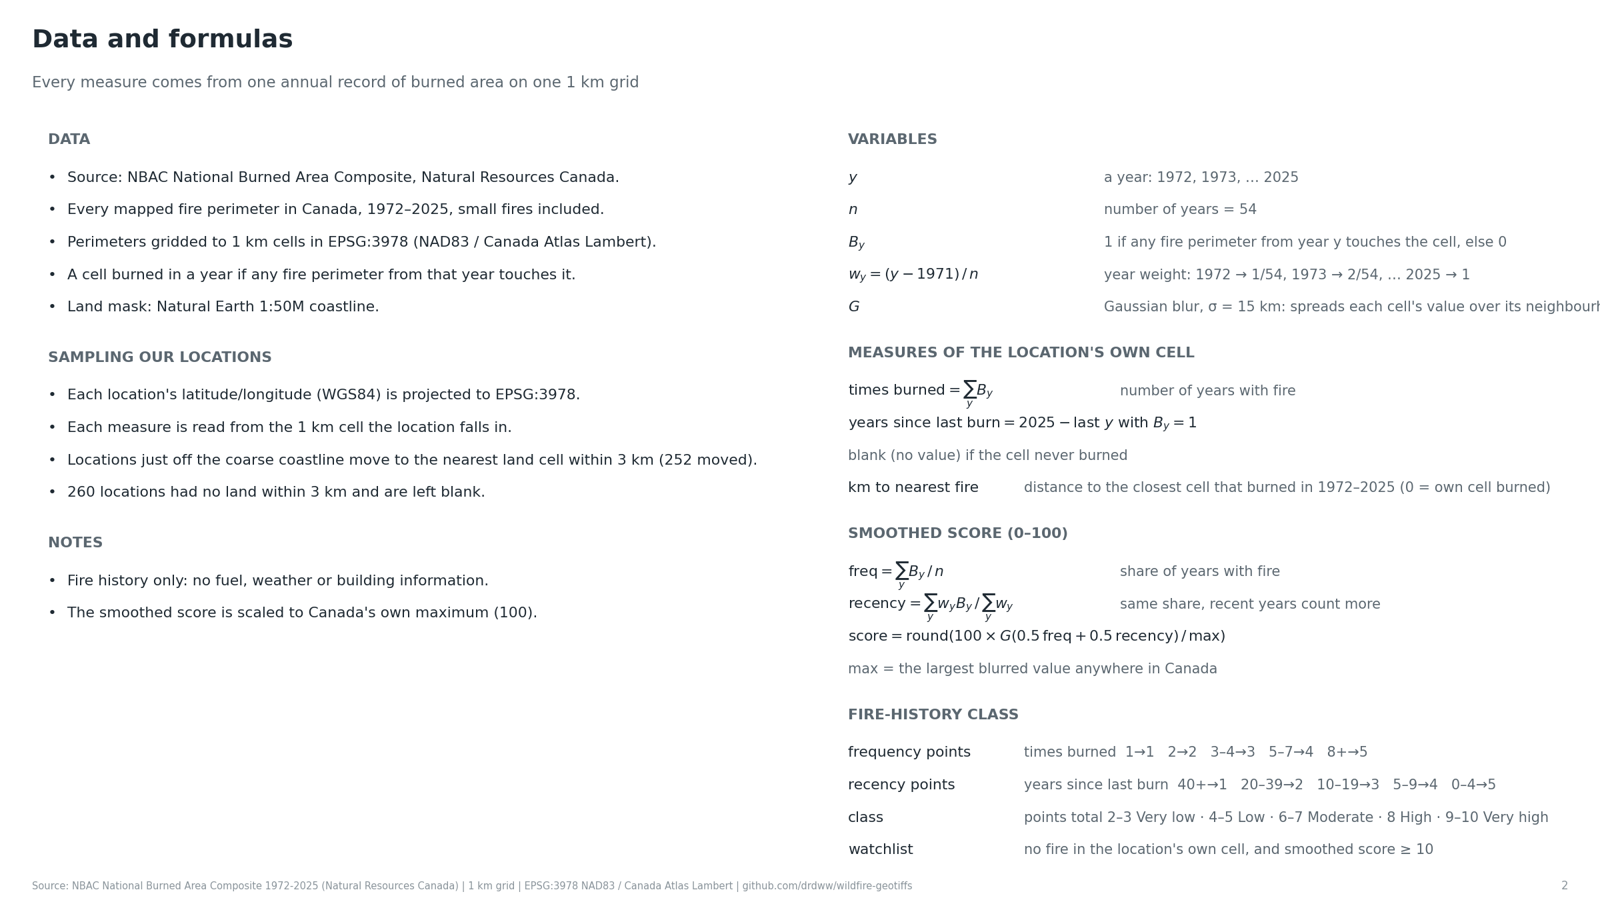 Data and formulas
Every measure comes from one annual record of burned area on one 1 km grid
DATA
• Source: NBAC National Burned Area Composite, Natural Resources Canada.
• Every mapped fire perimeter in Canada, 1972–2025, small fires included.
• Perimeters gridded to 1 km cells in EPSG:3978 (NAD83 / Canada Atlas Lambert).
• A cell burned in a year if any fire perimeter from that year touches it.
• Land mask: Natural Earth 1:50M coastline.
SAMPLING OUR LOCATIONS
• Each location's latitude/longitude (WGS84) is projected to EPSG:3978.
• Each measure is read from the 1 km cell the location falls in.
• Locations just off the coarse coastline move to the nearest land cell within 3 km (252 moved).
• 260 locations had no land within 3 km and are left blank.
NOTES
• Fire history only: no fuel, weather or building information.
• The smoothed score is scaled to Canada's own maximum (100).
VARIABLES
y a year: 1972, 1973, … 2025
n number of years = 54
B_y 1 if any fire perimeter from year y touches the cell, else 0
w_y = (y − 1971) / n year weight: 1972 → 1/54, 1973 → 2/54, … 2025 → 1
G Gaussian blur, σ = 15 km: spreads each cell's value over its neighbour
MEASURES OF THE LOCATION'S OWN CELL
times burned = ∑_y B_y number of years with fire
years since last burn = 2025 − last y with B_y = 1
blank (no value) if the cell never burned
km to nearest fire distance to the closest cell that burned in 1972–2025 (0 = own cell burned)
SMOOTHED SCORE (0–100)
freq = ∑_y B_y / n share of years with fire
recency = ∑_y w_y B_y / ∑_y w_y same share, recent years count more
score = round(100 × G(0.5 freq + 0.5 recency) / max)
max = the largest blurred value anywhere in Canada
FIRE-HISTORY CLASS
frequency points times burned 1→1 2→2 3–4→3 5–7→4 8+→5
recency points years since last burn 40+→1 20–39→2 10–19→3 5–9→4 0–4→5
class points total 2–3 Very low · 4–5 Low · 6–7 Moderate · 8 High · 9–10 Very high
watchlist no fire in the location's own cell, and smoothed score ≥ 10
Source: NBAC National Burned Area Composite 1972-2025 (Natural Resources Canada) | 1 km grid | EPSG:3978 NAD83 / Canada Atlas Lambert | github.com/drdww/wildfire-geotiffs
2